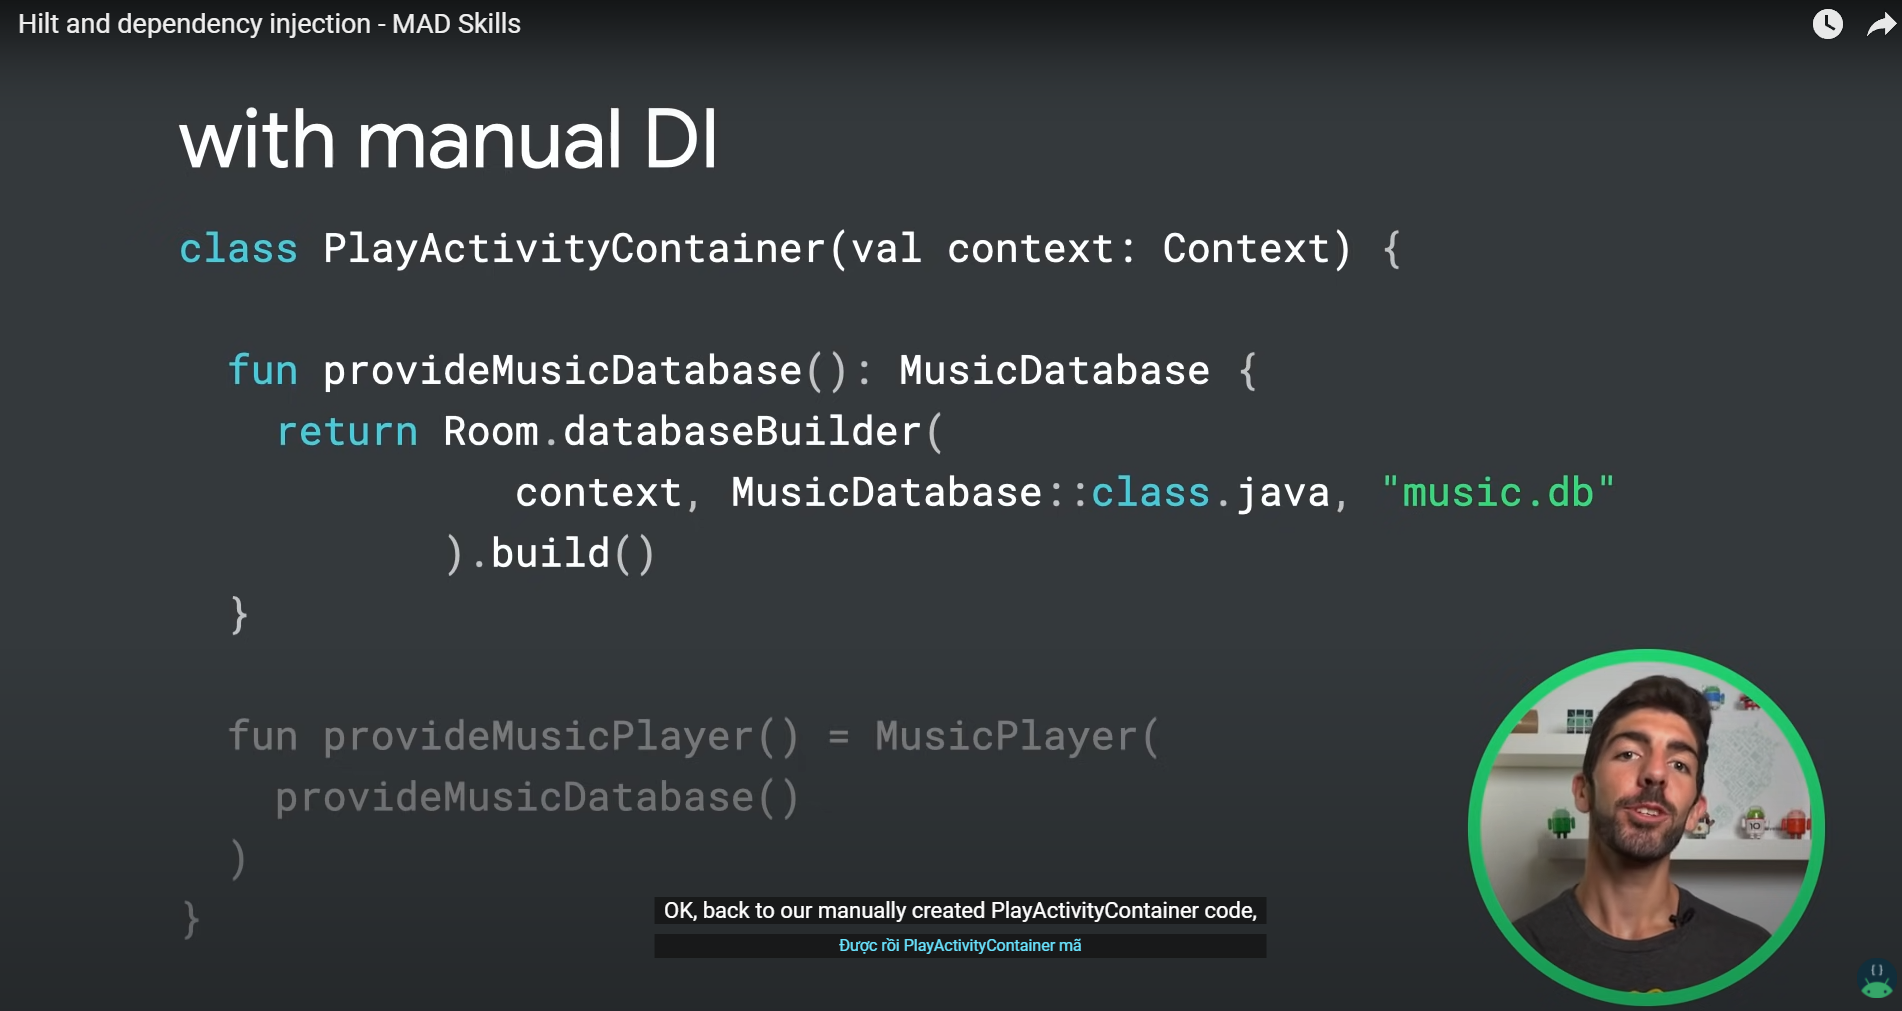 Hilt and dependency injection - MAD Skills
with manual DI
class PlayActivityContainer(val context: Context) {
fun provideMusicDatabase(): MusicDatabase {
return Room.databaseBuilder(
context, MusicDatabase::class.java, "music.db"
).build()
}
fun provideMusicPlayer() = MusicPlayer(
provideMusicDatabase()
)
}
10
OK, back to our manually created PlayActivityContainer code,
Được rồi PlayActivityContainer mã
{}